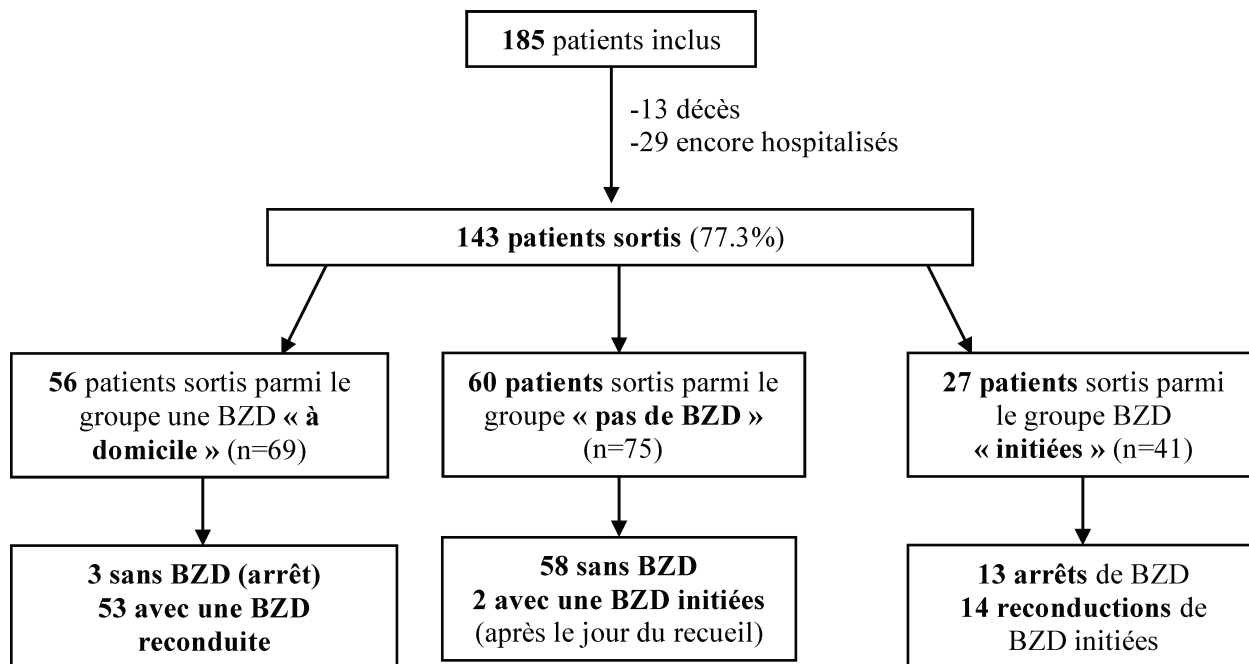 185 patients inclus
-13 décès
-29 encore hospitalisés
143 patients sortis (77.3%)
56 patients sortis parmi le
groupe une BZD « à
domicile » (n=69)
60 patients sortis parmi le
groupe « pas de BZD »
(n=75)
27 patients sortis parmi
le groupe BZD
« initiées » (n=41)
3 sans BZD (arrêt)
53 avec une BZD
reconduite
58 sans BZD
2 avec une BZD initiées
(après le jour du recueil)
13 arrêts de BZD
14 reconductions de
BZD initiées